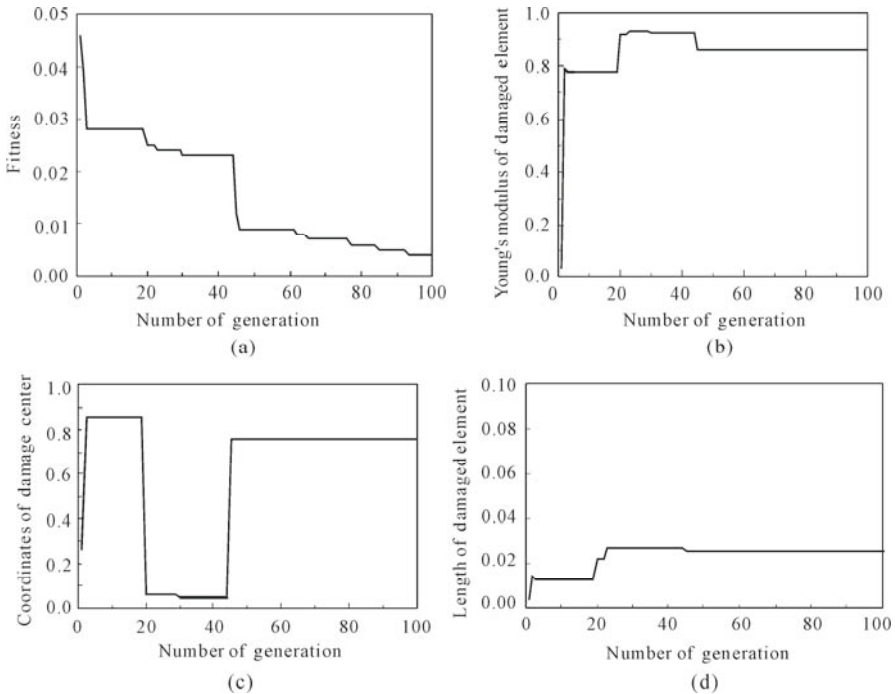 0.05
0.04
0.03
0.02
0.01
0.00
Fitness
0 20 40 60 80 100
Number of generation
(a)
1.0
0.8
0.6
0.4
0.2
0.0
Young's modulus of damaged element
0 20 40 60 80 100
Number of generation
(b)
1.0
0.8
0.6
0.4
0.2
0.0
Coordinates of damage center
0 20 40 60 80 100
Number of generation
(c)
0.10
0.08
0.06
0.04
0.02
0.00
Length of damaged element
0 20 40 60 80 100
Number of generation
(d)